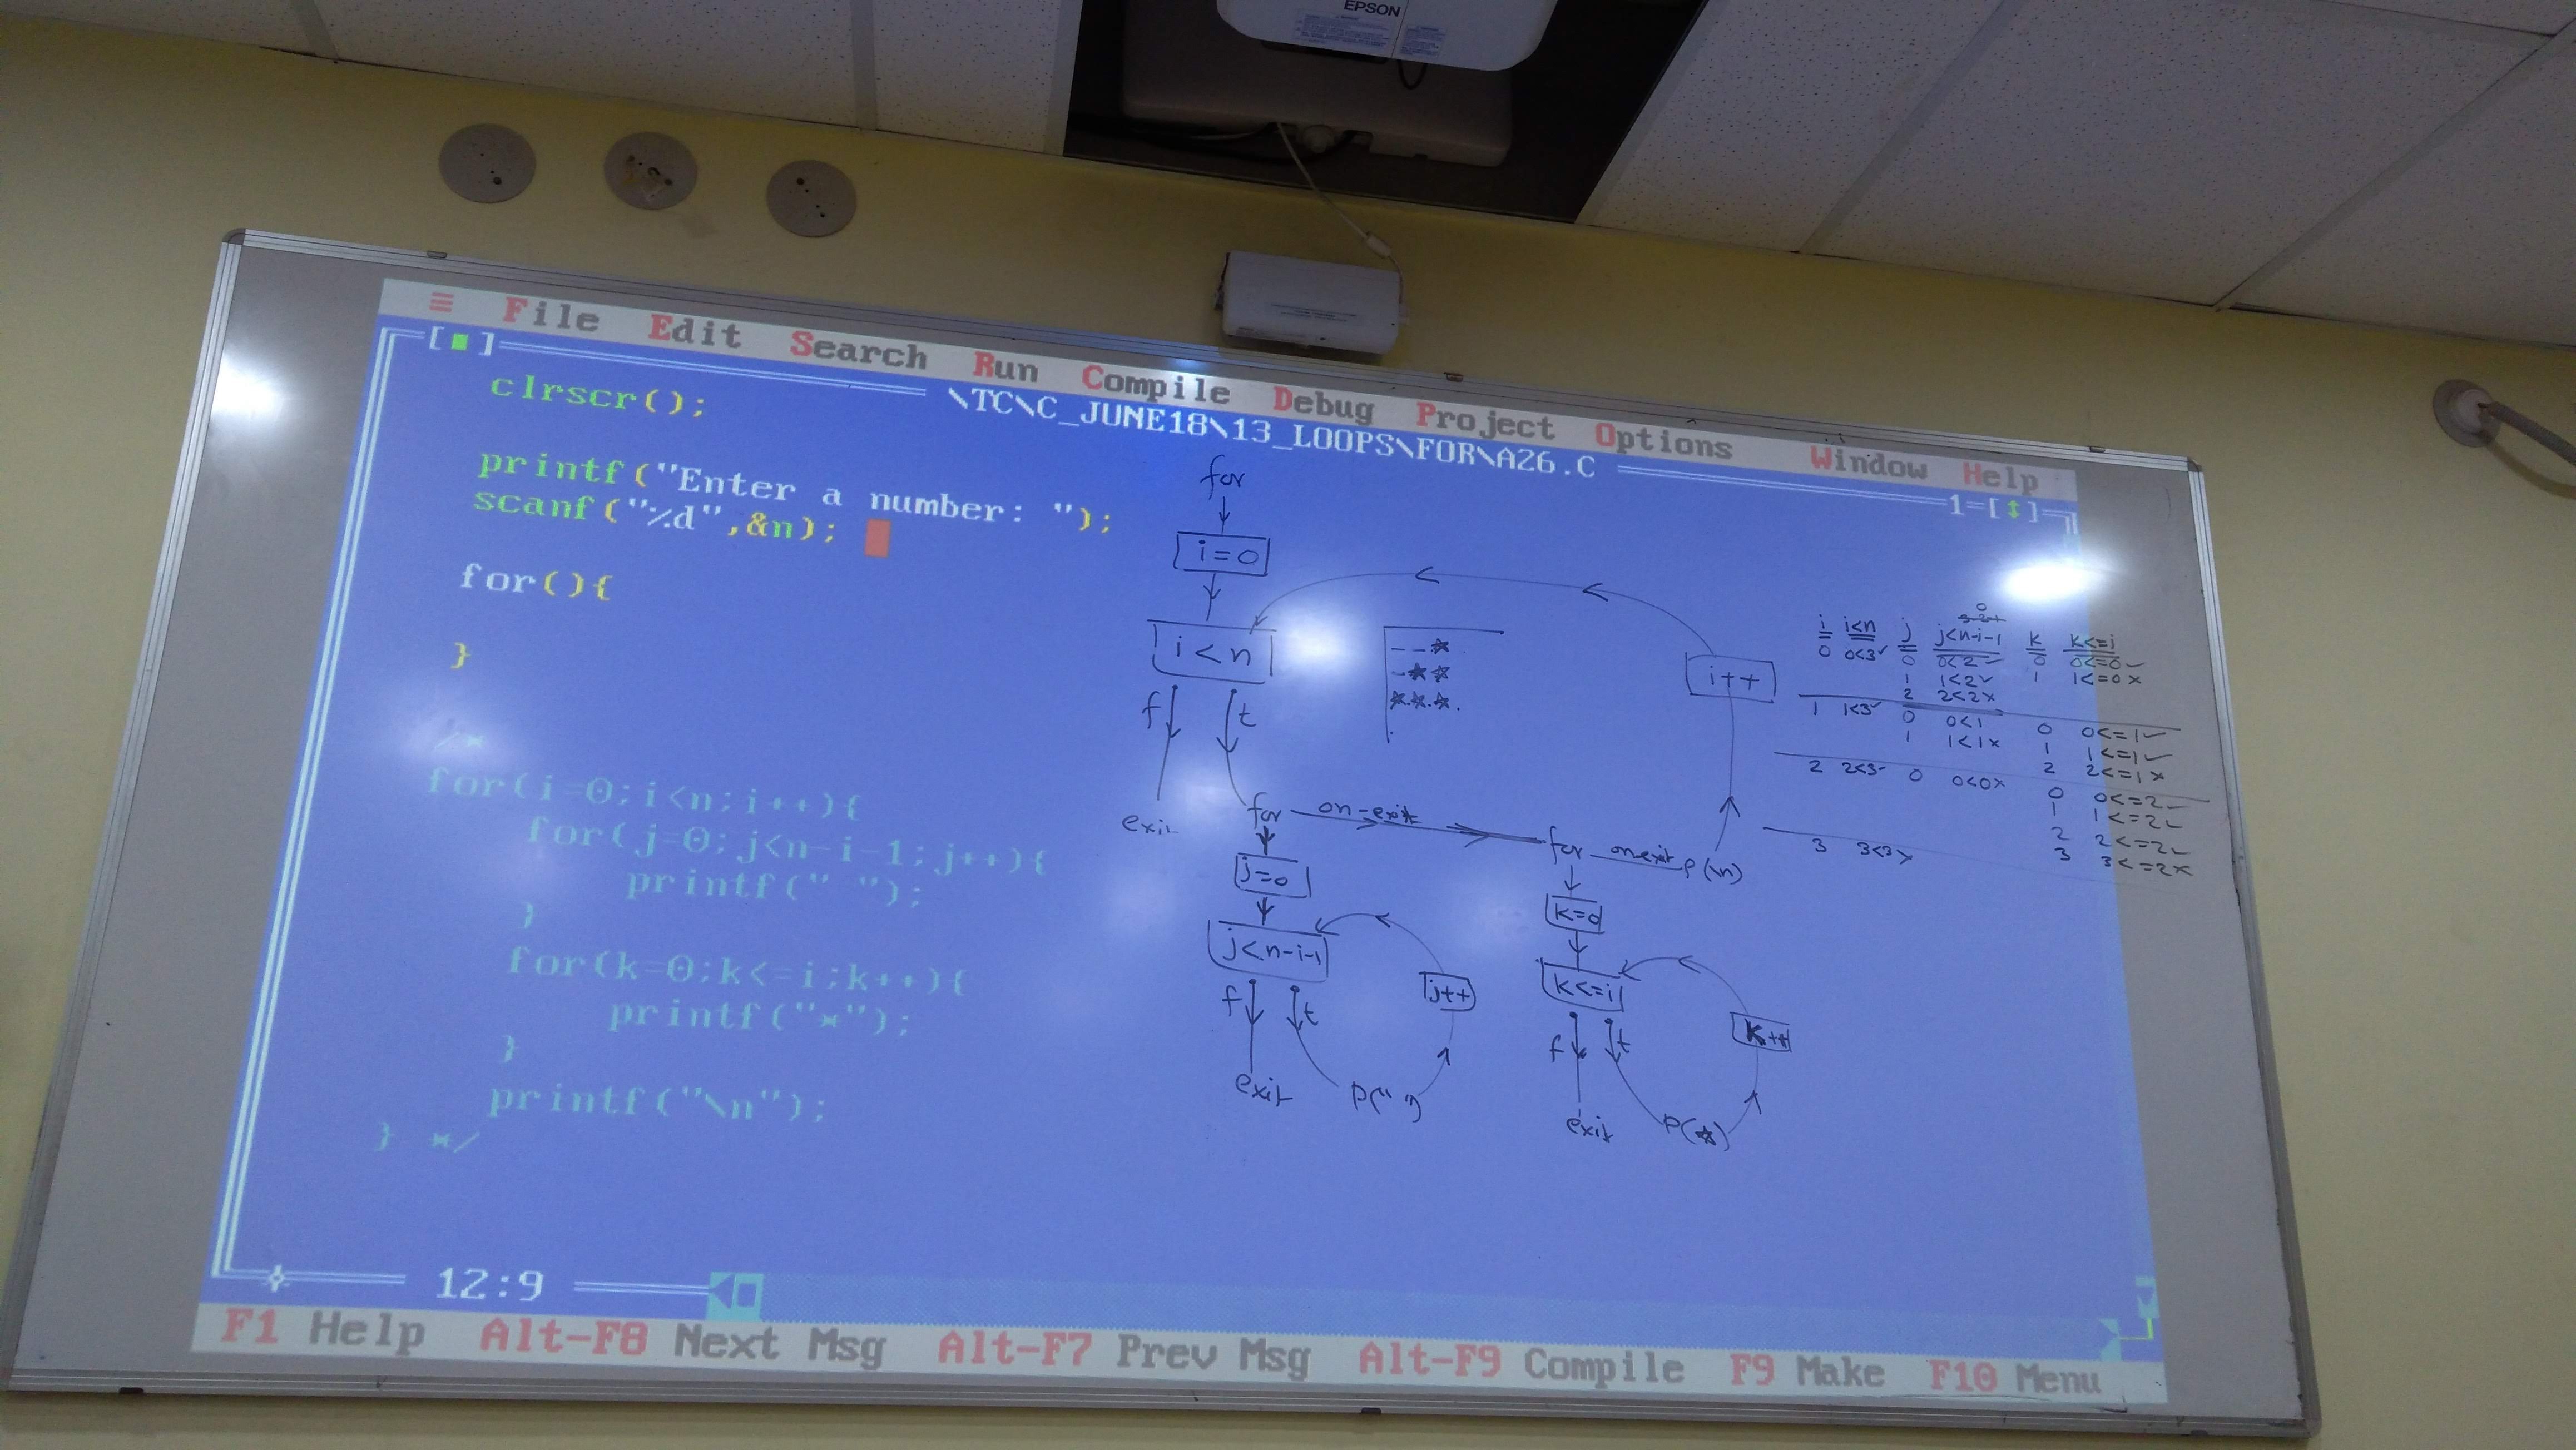 EPSON
≡ File Edit Search Run Compile Debug Project Options Window Help
[■] \TC\C_JUNE18\13_LOOPS\FOR\A26.C 1=[↕]
clrscr();
printf("Enter a number: ");
scanf("%d",&n);
for(){
}
/*
for(i=0;i<n;i++){
for(j=0;j<n-i-1;j++){
printf(" ");
}
for(k=0;k<=i;k++){
printf("*");
}
printf("\n");
} */
12:9
F1 Help Alt-F8 Next Msg Alt-F7 Prev Msg Alt-F9 Compile F9 Make F10 Menu
for
i=0
i<n
f t
exit
--*
-**
***.
i++
for on-exit for onexit P(\n)
j=0
j<n-i-1
f t
j++
exit P(" ")
k=0
k<=i
f t
k++
exit P(*)
0
i i<n j j<n-i-1 k k<=i
0 0<3✓ 0 0<2✓ 0 0<=0✓
1 1<2✓ 1 1<=0 x
2 2<2x
1 1<3✓ 0 0<1 0 0<=1✓
1 1<1x 1 1<=1✓
2 2<=1x
2 2<3✓ 0 0<0x 0 0<=2✓
1 1<=2✓
2 2<=2✓
3 3<=2x
3 3<3x